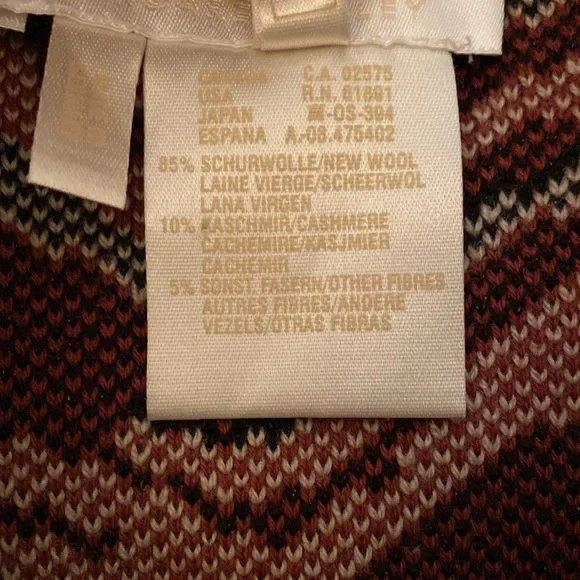 CANADA C.A. 02575
USA R.N. 61891
JAPAN -OS-394
ESPANA A.-08.475402
85% SCHURWOLLE/NEW WOOL
LAINE VIERGE/SCHEERWOL
LANA VIRGEN
10% KASCHMIR/CASHMERE
CACHEMIRE/KASJMIER
CACHEMIR
5% SONST. FASERN/OTHER FIBRES
AUTRES FIBRES/ANDERE
VEZELS/OTRAS FIBRAS